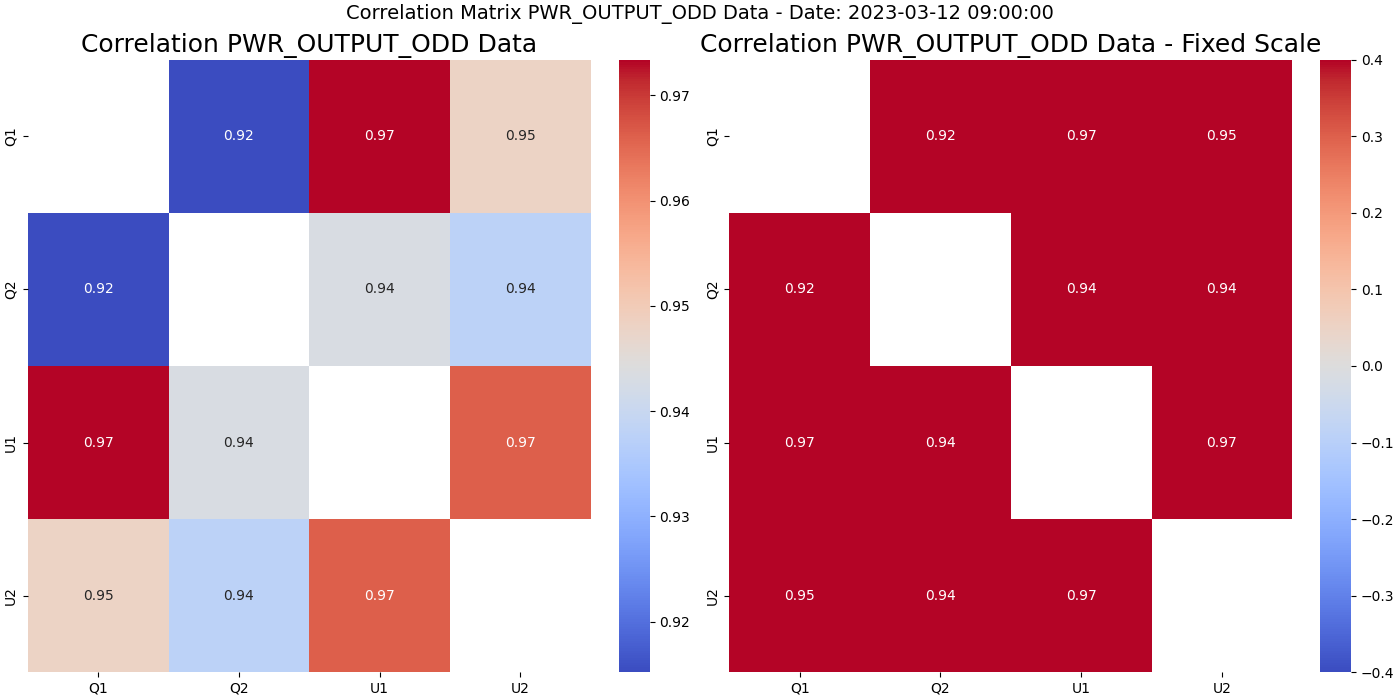 Correlation Matrix PWR_OUTPUT_ODD Data - Date: 2023-03-12 09:00:00
Correlation PWR_OUTPUT_ODD Data
Q1
0.92
0.97
0.95
Q2
0.92
0.94
0.94
U1
0.97
0.94
0.97
U2
0.95
0.94
0.97
Q1
Q2
U1
U2
0.97
0.96
0.95
0.94
0.93
0.92
Correlation PWR_OUTPUT_ODD Data - Fixed Scale
Q1
0.92
0.97
0.95
Q2
0.92
0.94
0.94
U1
0.97
0.94
0.97
U2
0.95
0.94
0.97
Q1
Q2
U1
U2
0.4
0.3
0.2
0.1
0.0
−0.1
−0.2
−0.3
−0.4